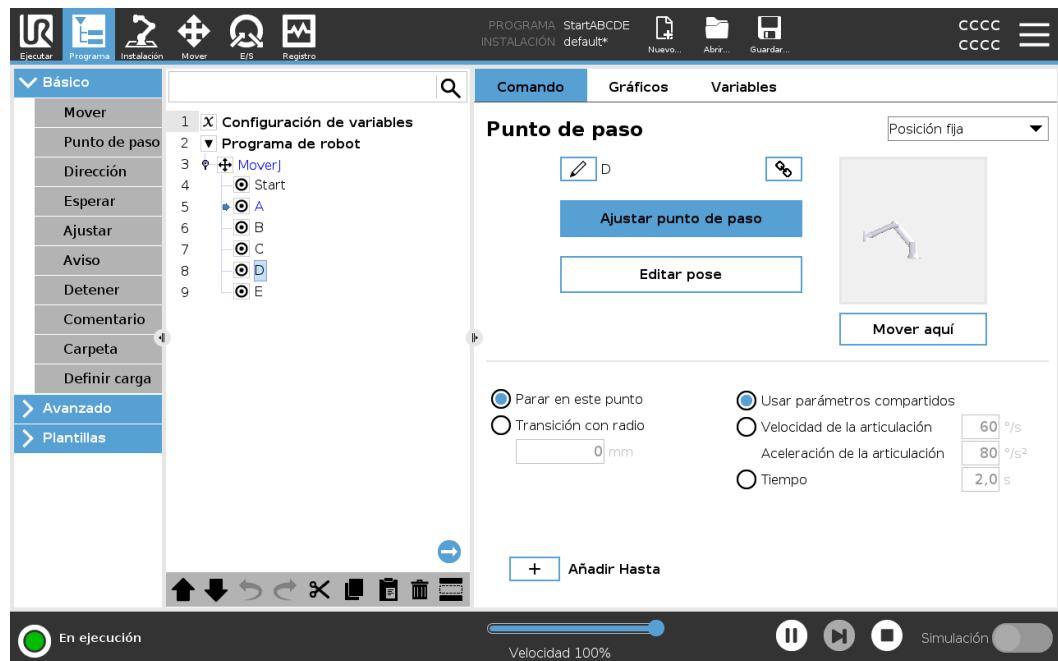 PROGRAMA StartABCDE
INSTALACIÓN default*
CCCC
CCCC
Ejecutar Programa Instalación Mover E/S Registro Nuevo... Abrir... Guardar...
Básico
Mover
Punto de paso
Dirección
Esperar
Ajustar
Aviso
Detener
Comentario
Carpeta
Definir carga
Avanzado
Plantillas
1 X Configuración de variables
2 Programa de robot
3 MoverJ
4 Start
5 A
6 B
7 C
8 D
9 E
Comando Gráficos Variables
Punto de paso
Posición fija
D
Ajustar punto de paso
Editar pose
Mover aquí
Parar en este punto
Transición con radio
0 mm
Usar parámetros compartidos
Velocidad de la articulación 60 °/s
Aceleración de la articulación 80 °/s²
Tiempo 2,0 s
+ Añadir Hasta
En ejecución
Velocidad 100%
Simulación